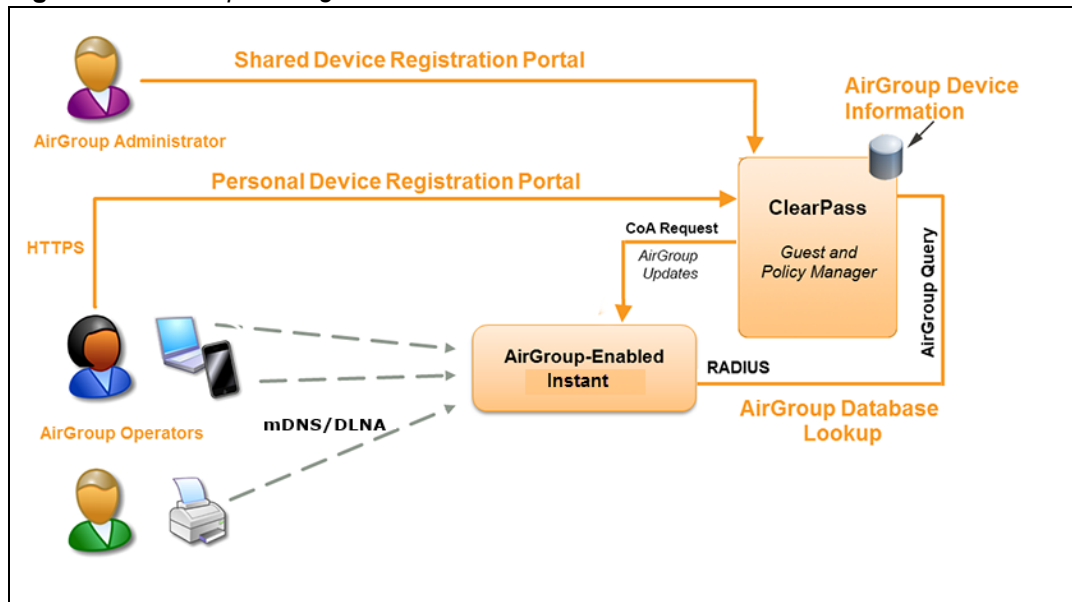 Shared Device Registration Portal
AirGroup Device
Information
AirGroup Administrator
Personal Device Registration Portal
ClearPass
Guest and
Policy Manager
CoA Request
AirGroup
Updates
HTTPS
AirGroup Query
AirGroup-Enabled
Instant
RADIUS
AirGroup Database
Lookup
mDNS/DLNA
AirGroup Operators